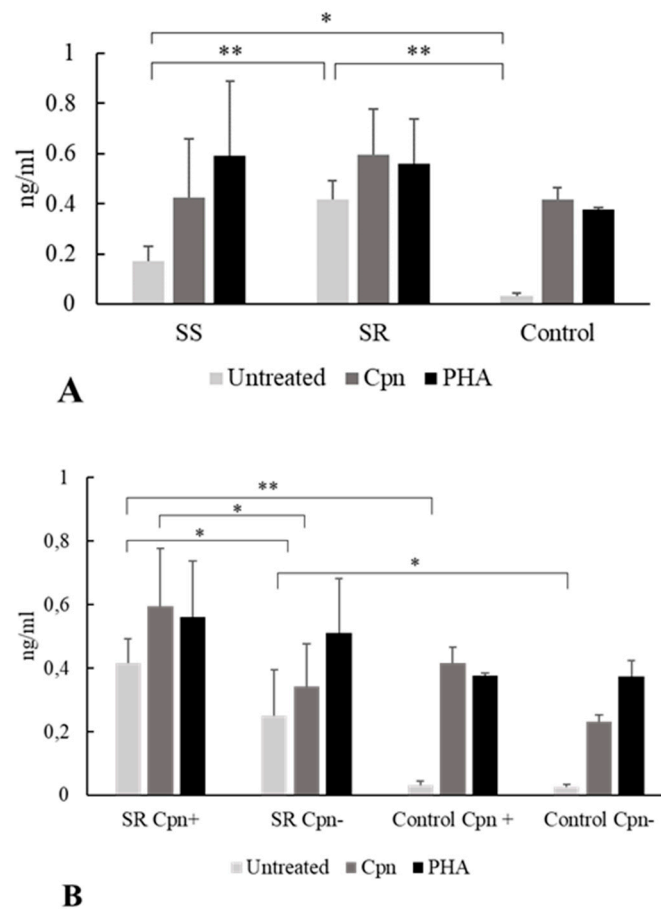 *
**
**
1
0.8
0.6
0.4
0.2
0
ng/ml
SS
SR
Control
Untreated
Cpn
PHA
A
1
0,8
0,6
0,4
0,2
0
ng/ml
**
*
*
*
SR Cpn+
SR Cpn-
Control Cpn +
Control Cpn-
Untreated
Cpn
PHA
B